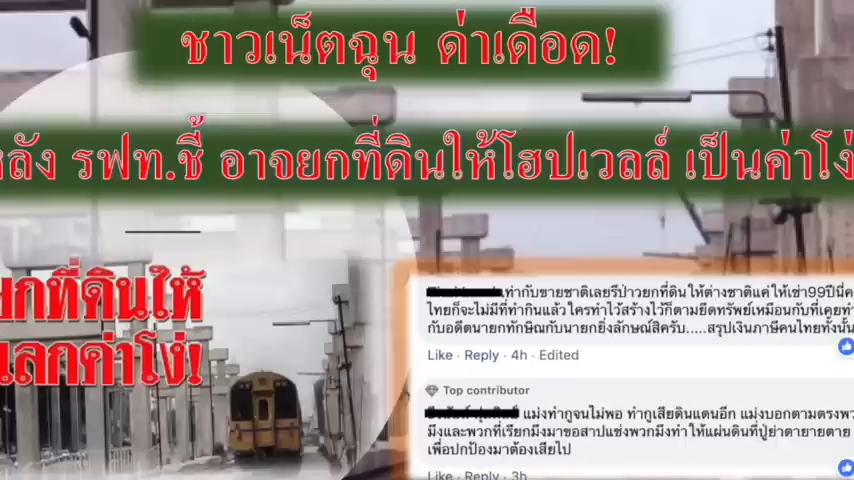 ชาวเน็ตฉุน ด่าเดือด!
หลัง รฟท.ชี้ อาจยกที่ดินให้โฮปเวลล์ เป็นค่าโง่
ยกที่ดินให้
แลกค่าโง่!
เท่ากับขายชาติเลยรึป่าวยกที่ดินให้ต่างชาติแค่ให้เช่า99ปีนี่ค
ไทยก็จะไม่มีที่ทำกินแล้วใครทำไว้สร้างไว้ก็ตามยึดทรัพย์เหมือนกับที่เคยทำ
กับอดีตนายกทักษิณกับนายกยิ่งลักษณ์สิครับ.....สรุปเงินภาษีคนไทยทั้งนั้น
Like · Reply · 4h · Edited
Top contributor
แม่งทำกูจนไม่พอ ทำกูเสียดินแดนอีก แม่งบอกตามตรงพว
มึงและพวกที่เรียกมึงมาขอสาปแช่งพวกมึงทำให้แผ่นดินที่ปู่ย่าตายายตาย
เพื่อปกป้องมาต้องเสียไป
Like · Reply · 3h